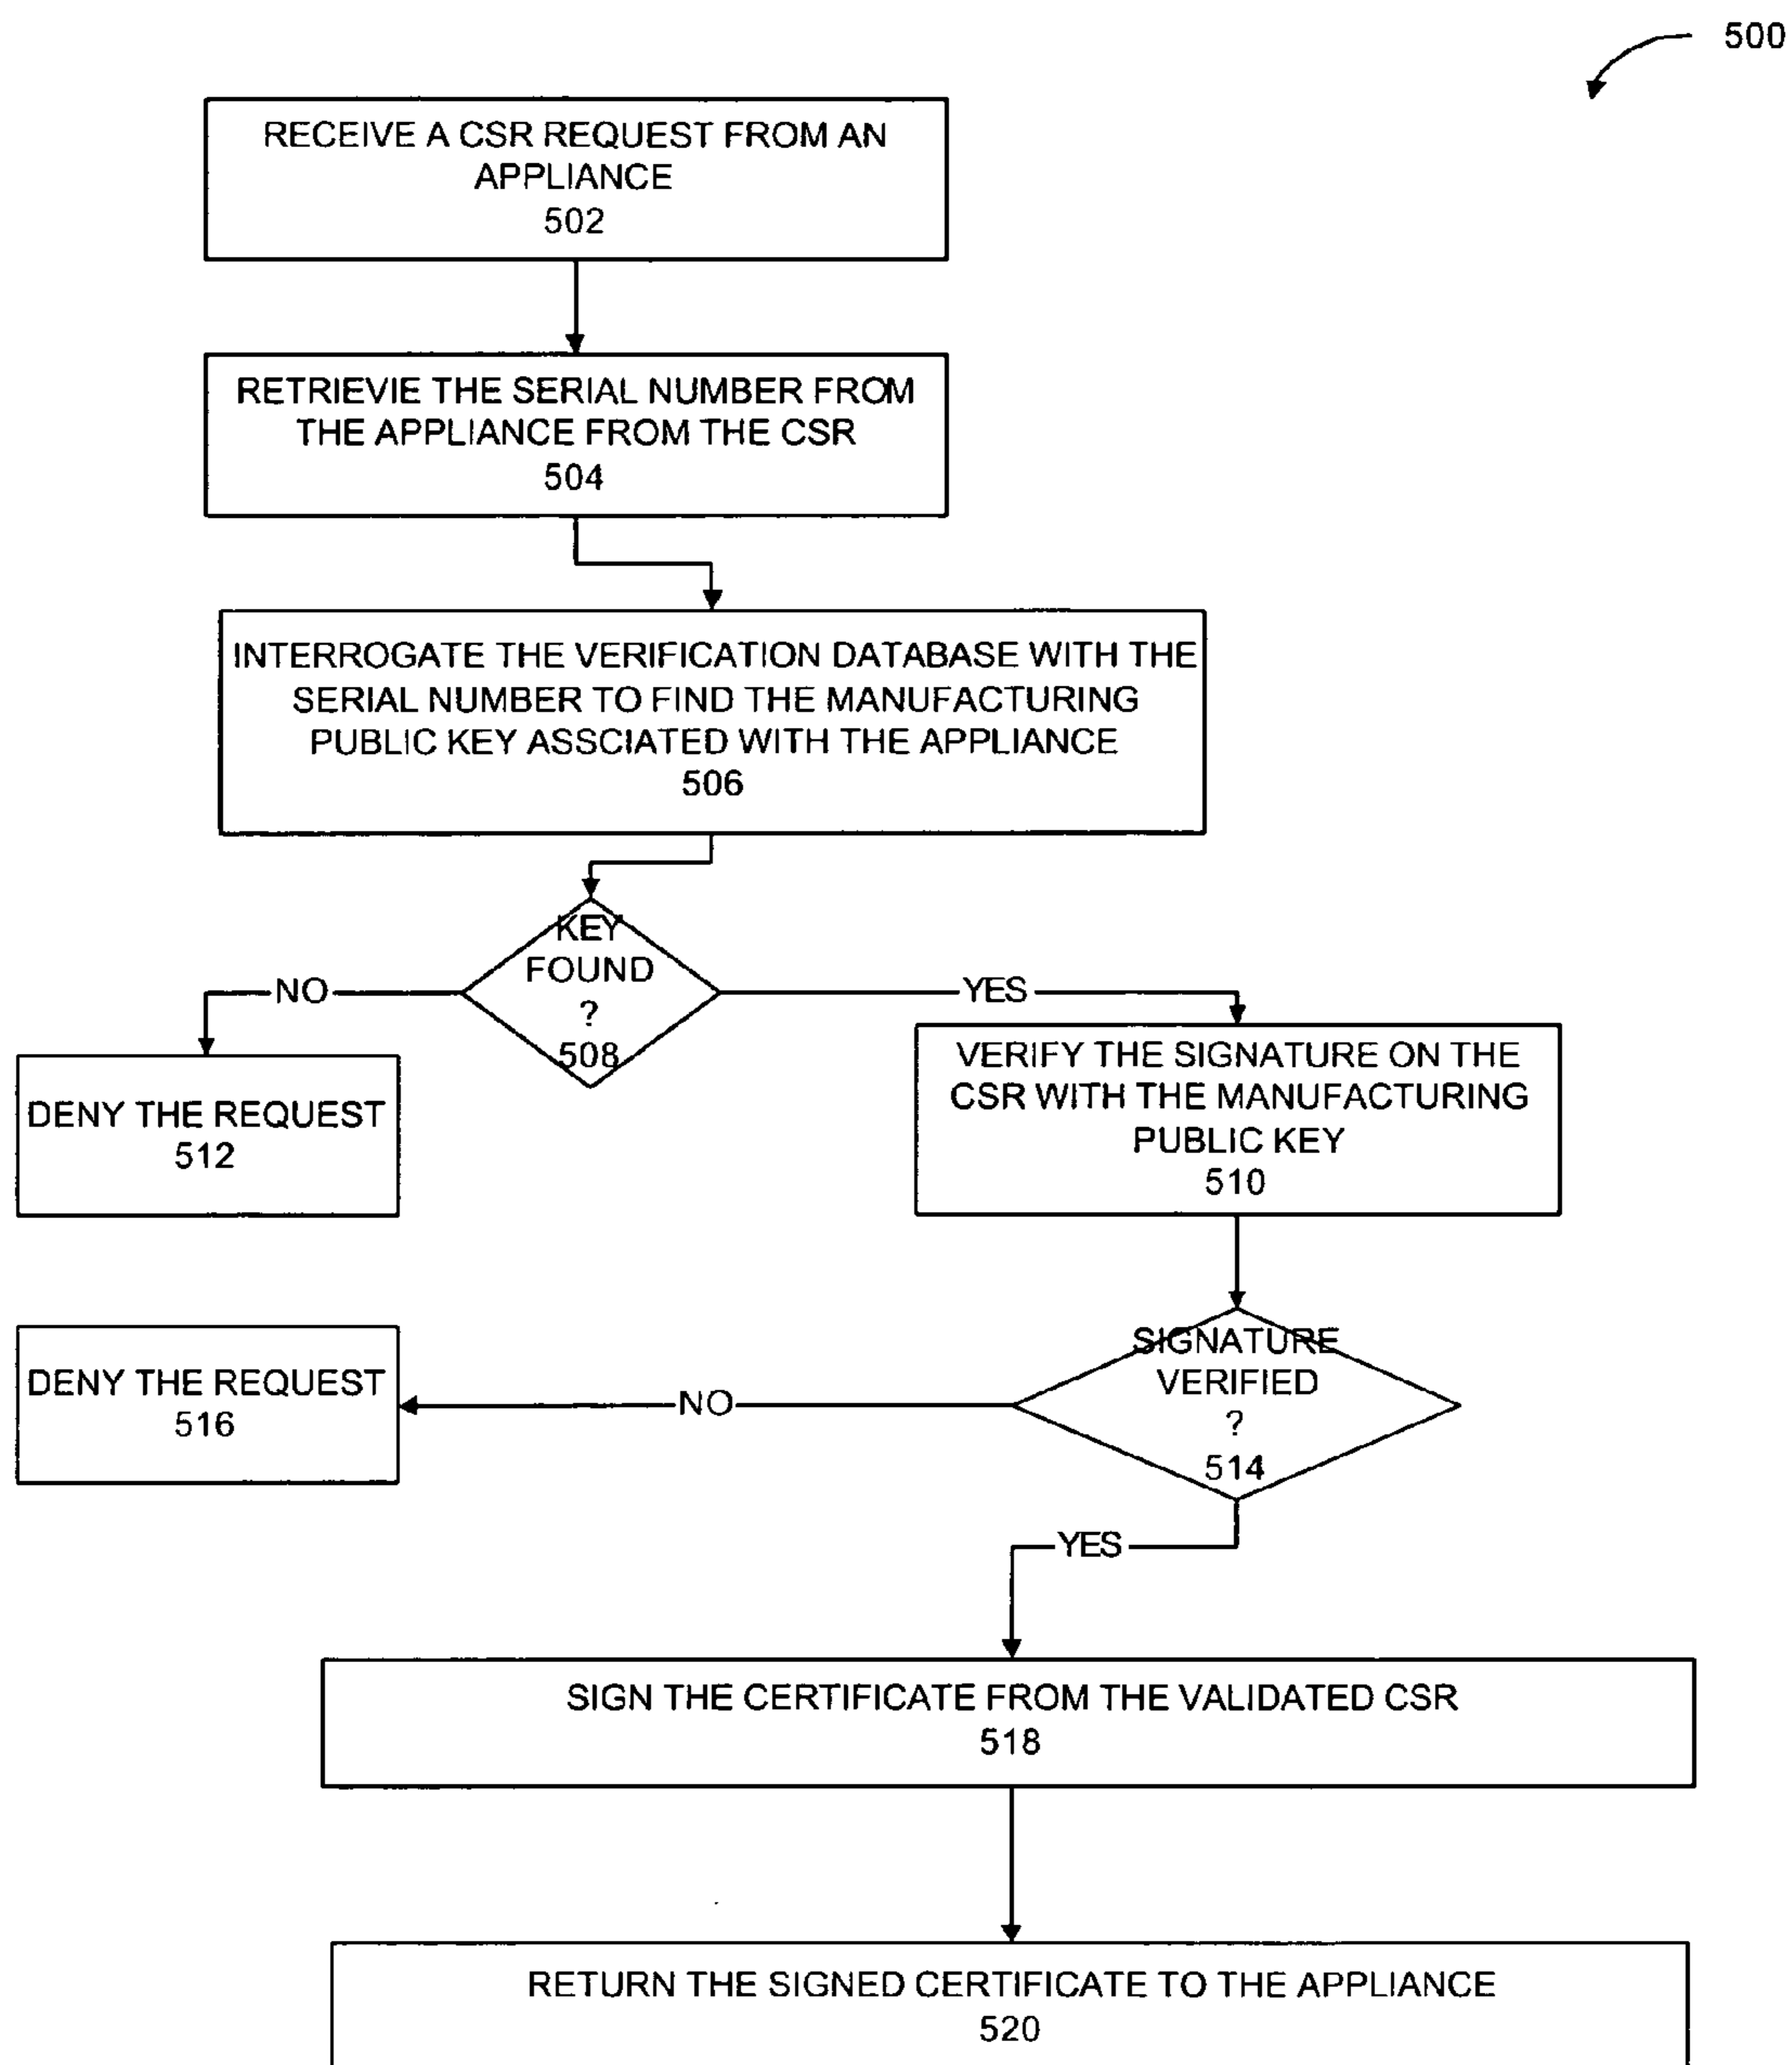 500
RECEIVE A CSR REQUEST FROM AN
APPLIANCE
502
RETRIEVIE THE SERIAL NUMBER FROM
THE APPLIANCE FROM THE CSR
504
INTERROGATE THE VERIFICATION DATABASE WITH THE
SERIAL NUMBER TO FIND THE MANUFACTURING
PUBLIC KEY ASSCIATED WITH THE APPLIANCE
506
KEY
FOUND
?
508
NO
YES
DENY THE REQUEST
512
VERIFY THE SIGNATURE ON THE
CSR WITH THE MANUFACTURING
PUBLIC KEY
510
SIGNATURE
VERIFIED
?
514
NO
DENY THE REQUEST
516
YES
SIGN THE CERTIFICATE FROM THE VALIDATED CSR
518
RETURN THE SIGNED CERTIFICATE TO THE APPLIANCE
520